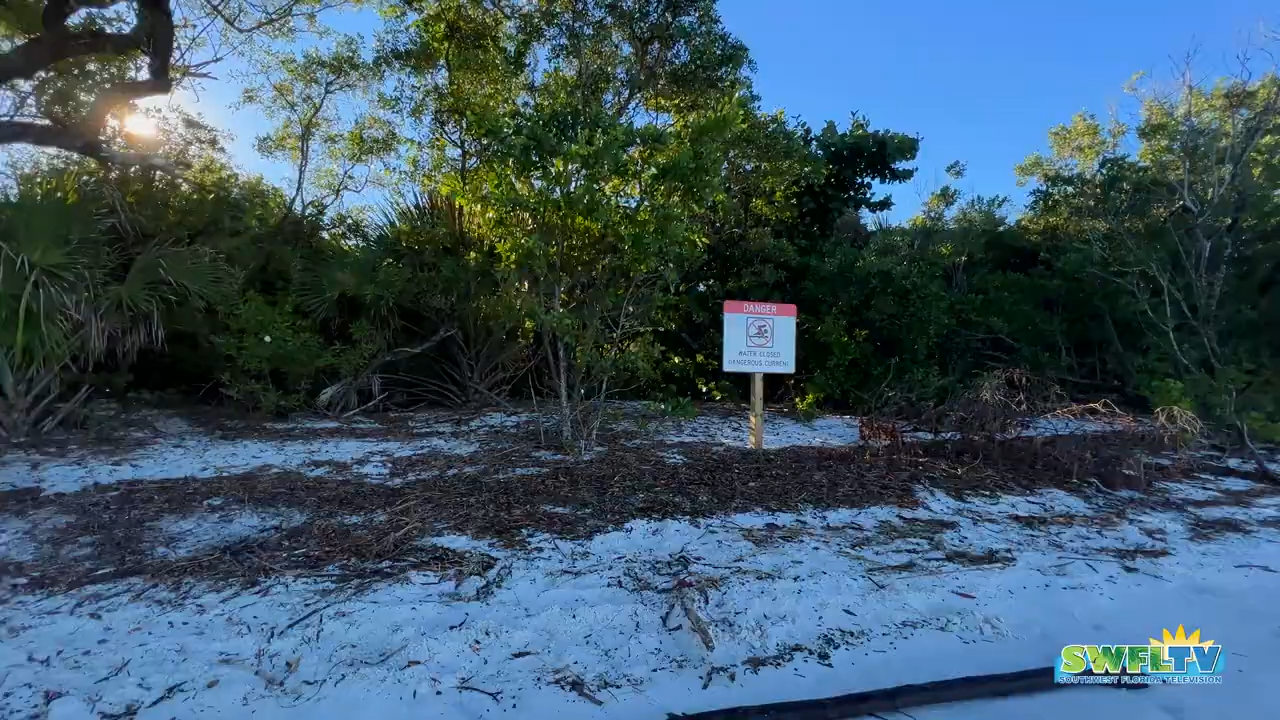 DANGER
WATER CLOSED
DANGEROUS CURRENT
SWFLTV
SOUTHWEST FLORIDA TELEVISION